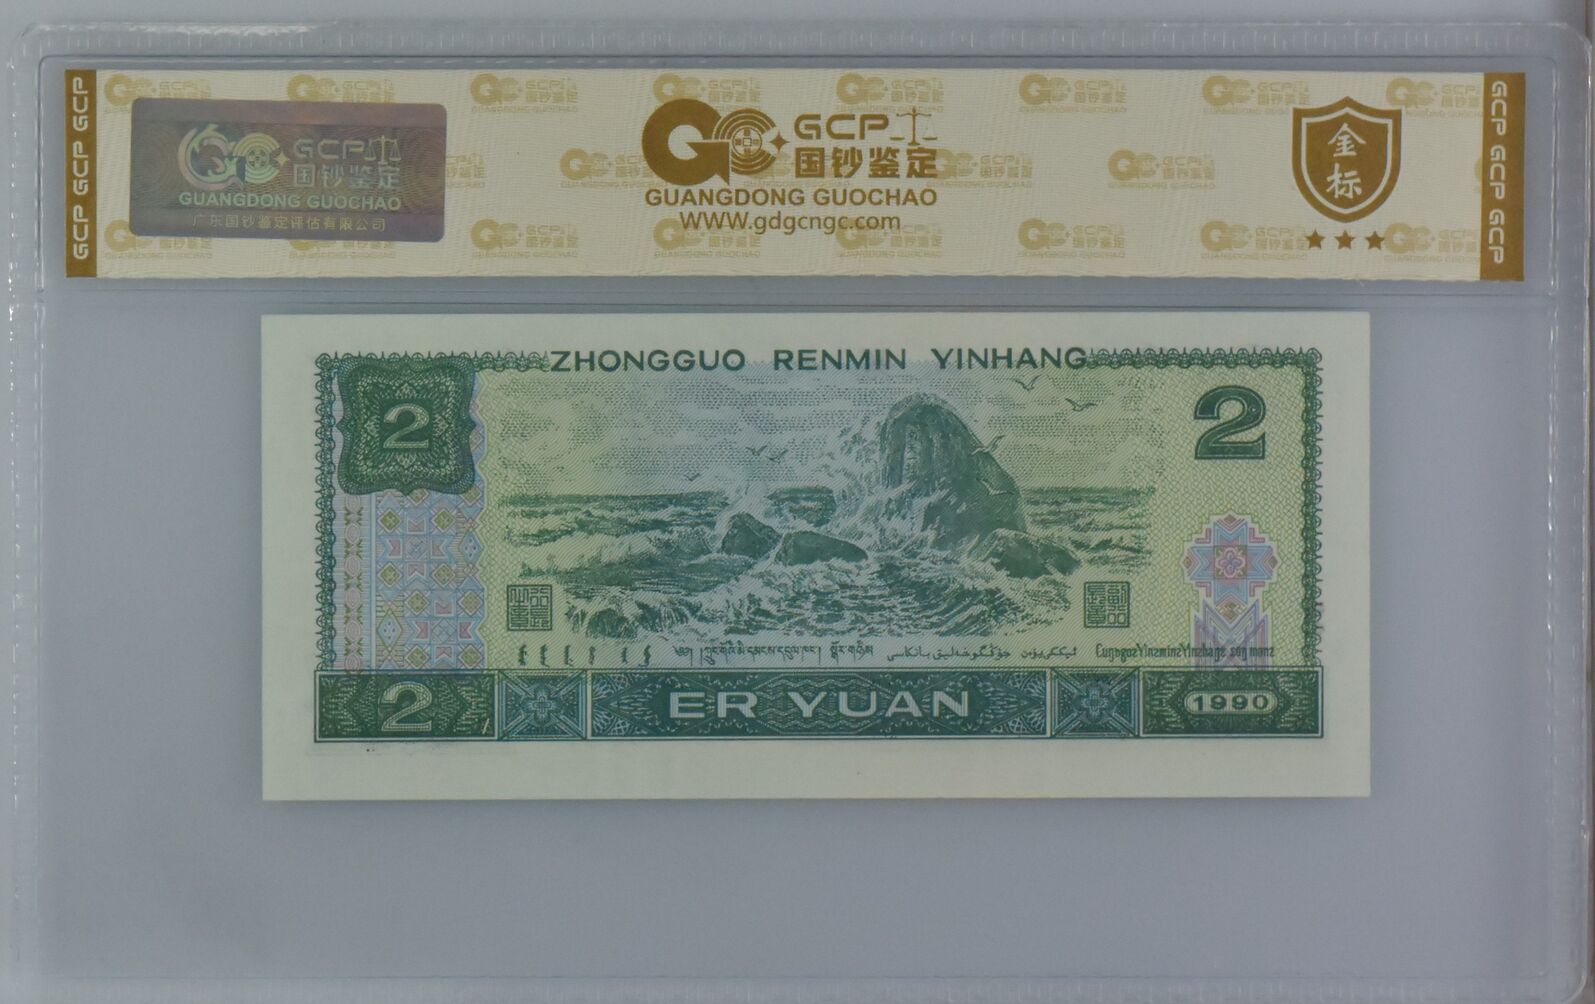 GCP GCP GCP
GCP
国钞鉴定
GUANGDONG GUOCHAO
广东国钞鉴定评估有限公司
GCP
国钞鉴定
GUANGDONG GUOCHAO
WWW.gdgcngc.com
金标
GCP GCP GCP
ZHONGGUO RENMIN YINHANG
2
2
2
ER YUAN
1990